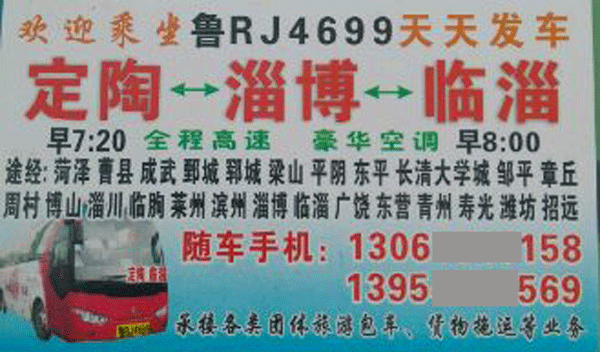 欢迎乘坐鲁RJ4699天天发车
定陶↔淄博↔临淄
早7:20 全程高速 豪华空调 早8:00
途经:菏泽 曹县 成武 鄄城 郓城 梁山 平阴 东平 长清大学城 邹平 章丘
周村 博山 淄川 临朐 莱州 滨州 淄博 临淄 广饶 东营 青州 寿光 潍坊 招远
定陶 临淄
随车手机: 1306 158
1395 569
承接各类团体旅游包车、货物拖运等业务